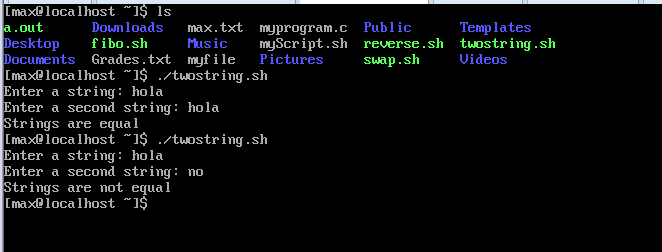 [max@localhost ~]$ ls
a.out Downloads max.txt myprogram.c Public Templates
Desktop fibo.sh Music myScript.sh reverse.sh twostring.sh
Documents Grades.txt myfile Pictures swap.sh Videos
[max@localhost ~]$ ./twostring.sh
Enter a string: hola
Enter a second string: hola
Strings are equal
[max@localhost ~]$ ./twostring.sh
Enter a string: hola
Enter a second string: no
Strings are not equal
[max@localhost ~]$